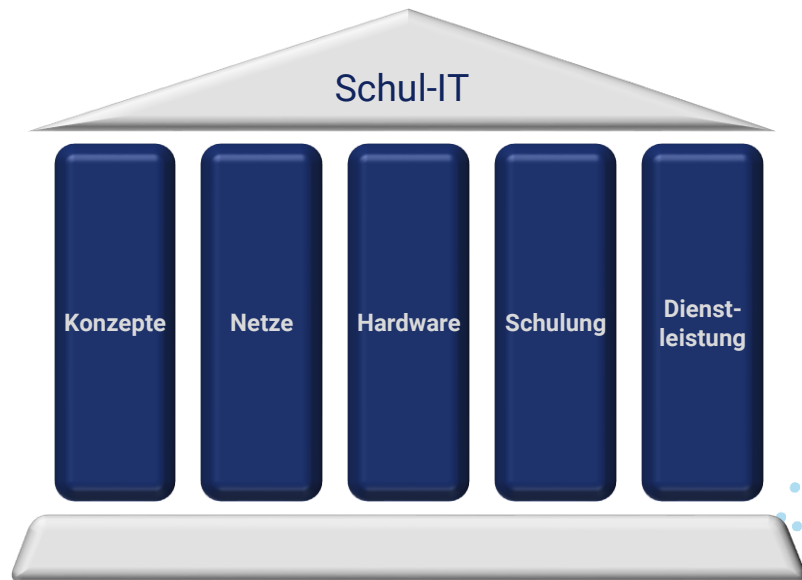 Schul-IT
Konzepte
Netze
Hardware
Schulung
Dienst-
leistung